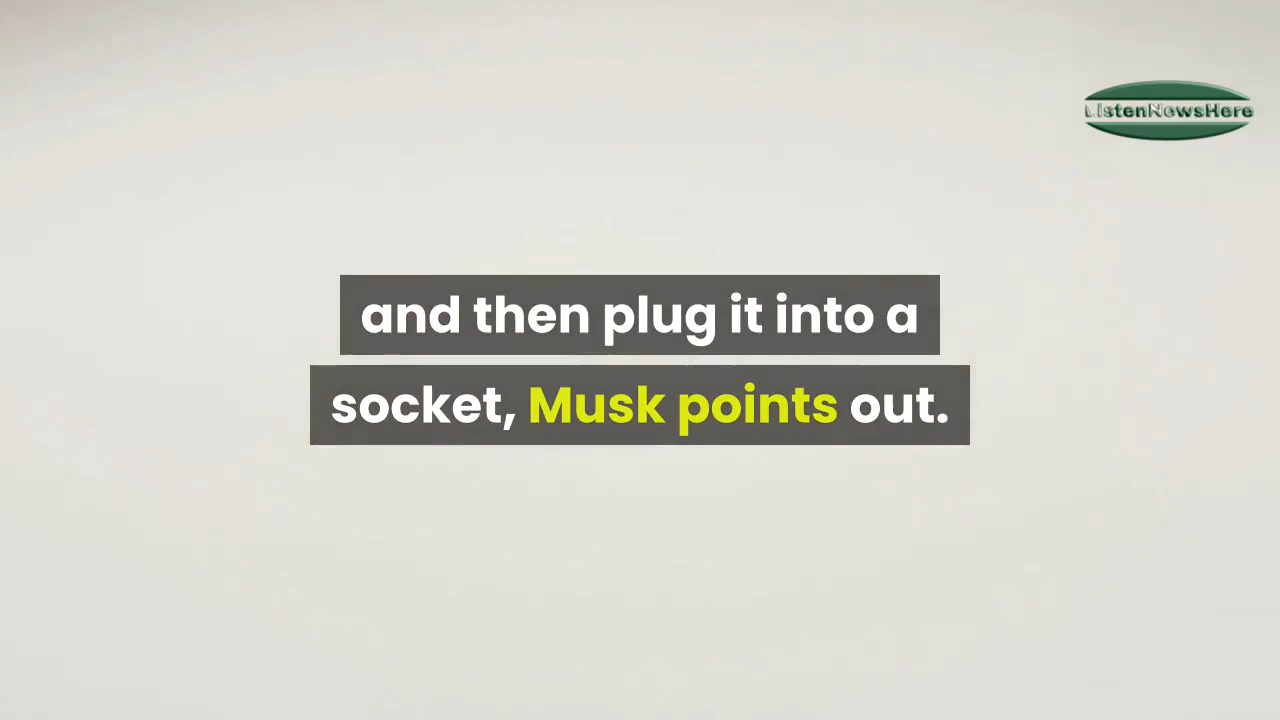 ListenNewsHere
and then plug it into a
socket, Musk points out.